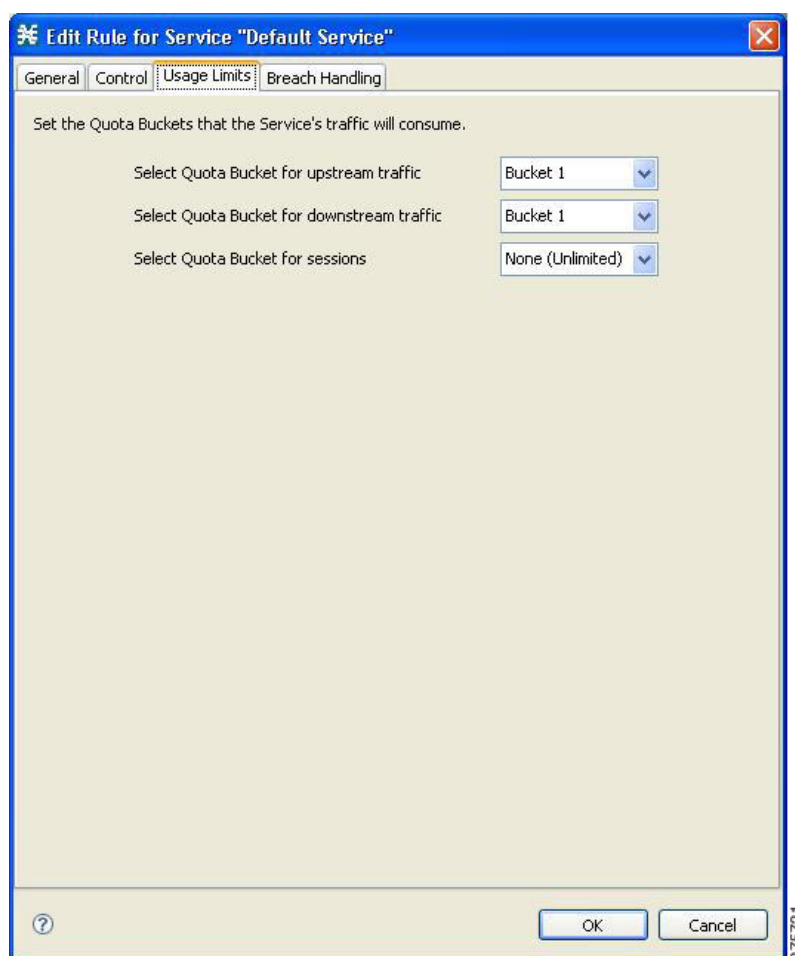 Edit Rule for Service "Default Service"
General Control Usage Limits Breach Handling
Set the Quota Buckets that the Service's traffic will consume.
Select Quota Bucket for upstream traffic Bucket 1
Select Quota Bucket for downstream traffic Bucket 1
Select Quota Bucket for sessions None (Unlimited)
? OK Cancel